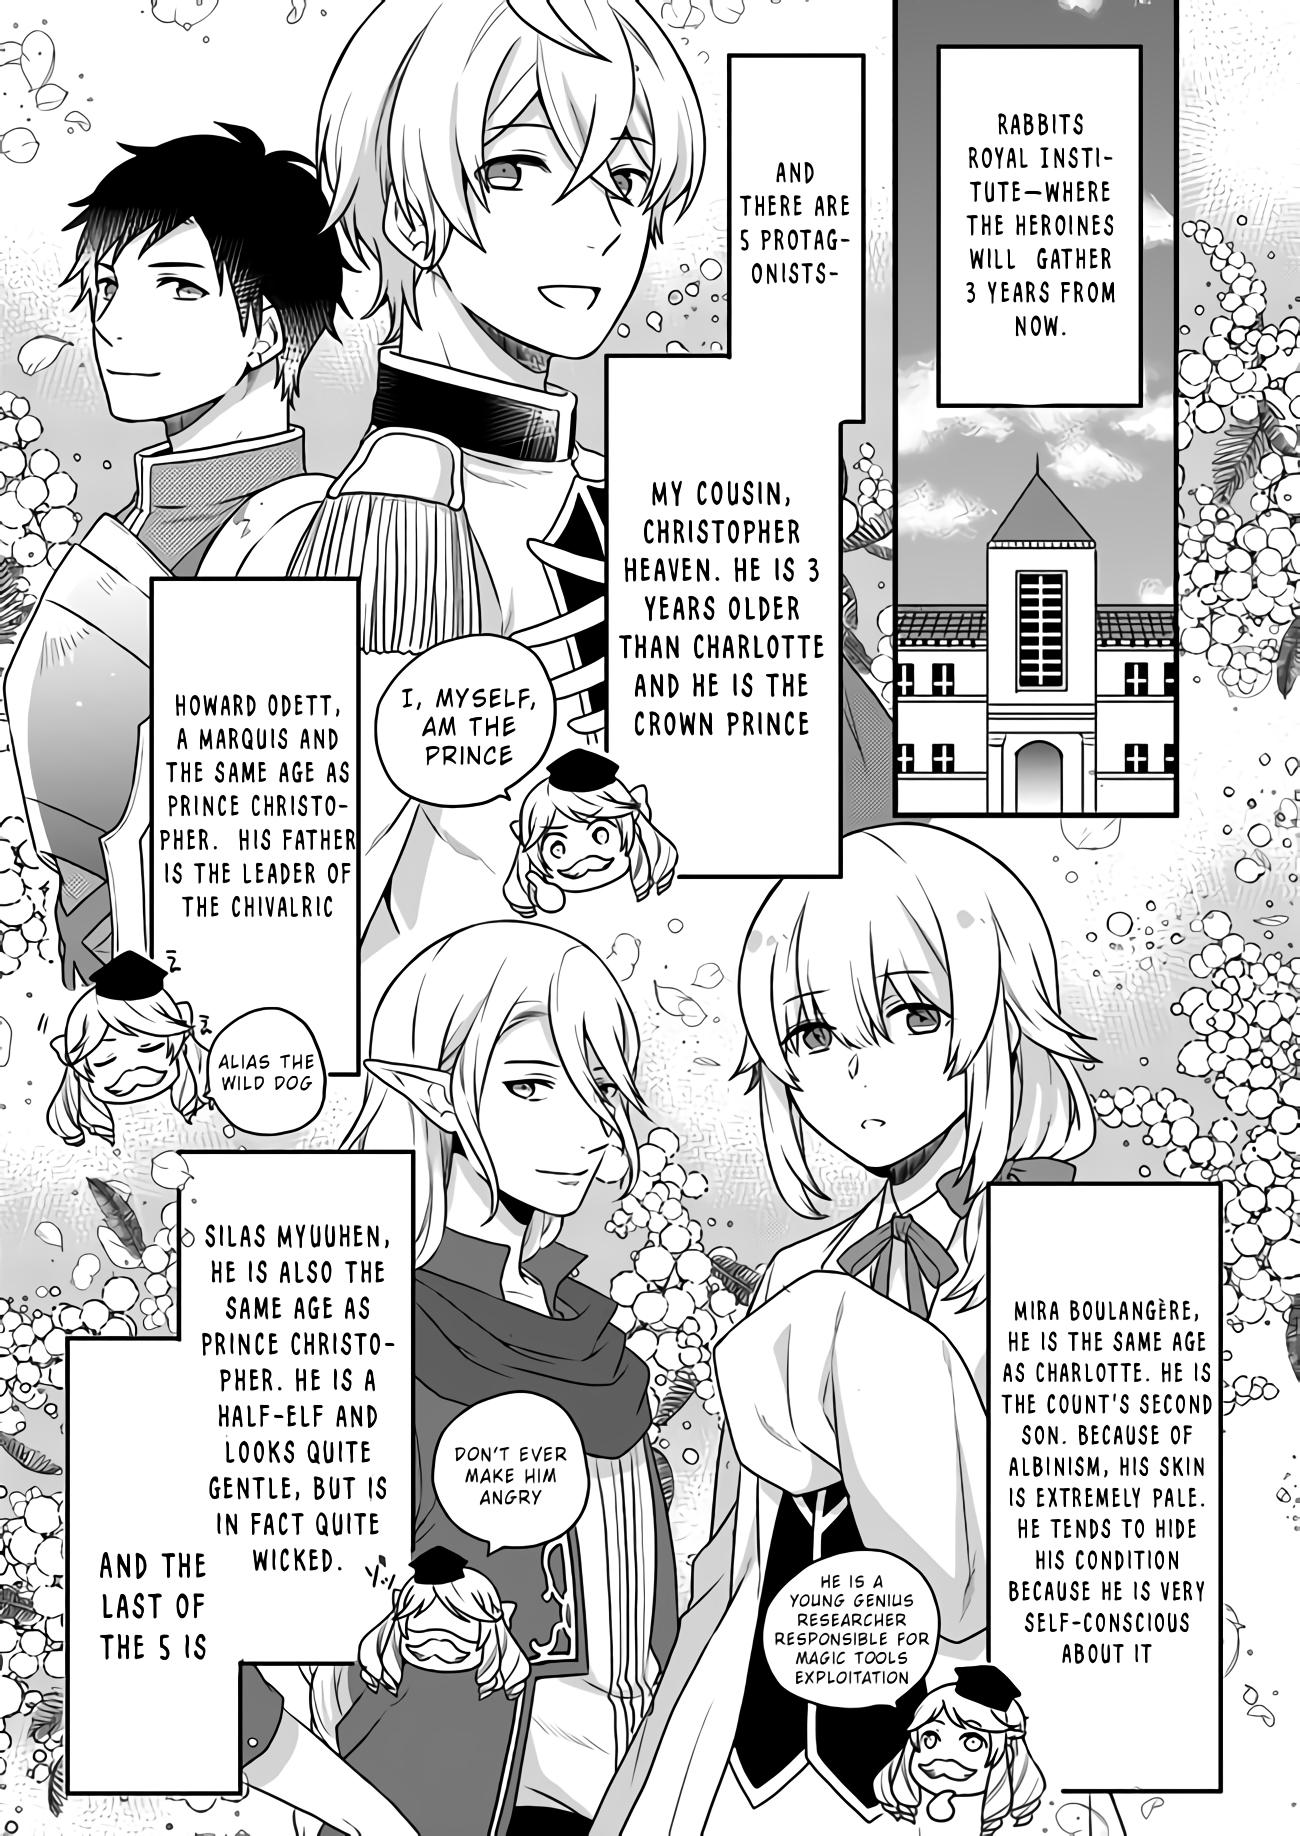 RABBITS
ROYAL INSTI-
TUTE—WHERE
THE HEROINES
WILL GATHER
3 YEARS FROM
NOW.
AND
THERE ARE
5 PROTAG-
ONISTS-
MY COUSIN,
CHRISTOPHER
HEAVEN. HE IS 3
YEARS OLDER
THAN CHARLOTTE
AND HE IS THE
CROWN PRINCE
I, MYSELF,
AM THE
PRINCE
HOWARD ODETT,
A MARQUIS AND
THE SAME AGE AS
PRINCE CHRISTO-
PHER. HIS FATHER
IS THE LEADER OF
THE CHIVALRIC
ALIAS THE
WILD DOG
MIRA BOULANGÈRE,
HE IS THE SAME AGE
AS CHARLOTTE. HE IS
THE COUNT'S SECOND
SON. BECAUSE OF
ALBINISM, HIS SKIN
IS EXTREMELY PALE.
HE TENDS TO HIDE
HIS CONDITION
BECAUSE HE IS VERY
SELF-CONSCIOUS
ABOUT IT
HE IS A
YOUNG GENIUS
RESEARCHER
RESPONSIBLE FOR
MAGIC TOOLS
EXPLOITATION
SILAS MYUUHEN,
HE IS ALSO THE
SAME AGE AS
PRINCE CHRISTO-
PHER. HE IS A
HALF-ELF AND
LOOKS QUITE
GENTLE, BUT IS
IN FACT QUITE
WICKED.
DON'T EVER
MAKE HIM
ANGRY
AND THE
LAST OF
THE 5 IS